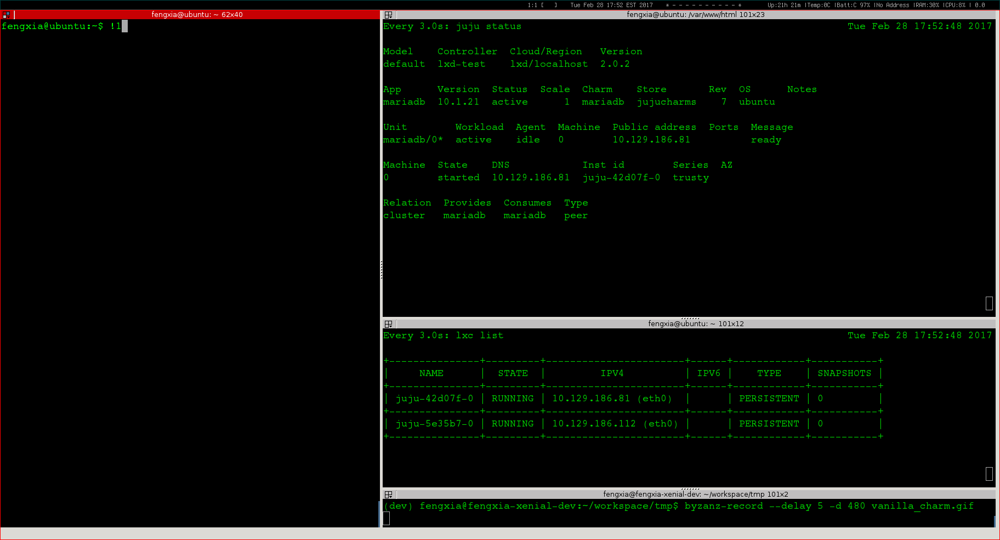 1:1 [   ]   Tue Feb 28 17:52 EST 2017   * - - - - - - - - - - *   Up:21h 21m |Temp:0C |Batt:C 97% |No Address |RAM:30% |CPU:8% | 0.0
fengxia@ubuntu: ~ 62x40
fengxia@ubuntu:~$ !1
fengxia@ubuntu: /var/www/html 101x23
Every 3.0s: juju status   Tue Feb 28 17:52:48 2017
Model    Controller  Cloud/Region   Version
default  lxd-test    lxd/localhost  2.0.2
App      Version  Status  Scale  Charm    Store       Rev  OS      Notes
mariadb  10.1.21  active      1  mariadb  jujucharms    7  ubuntu
Unit        Workload  Agent  Machine  Public address  Ports  Message
mariadb/0*  active    idle   0        10.129.186.81          ready
Machine  State    DNS            Inst id        Series  AZ
0        started  10.129.186.81  juju-42d07f-0  trusty
Relation  Provides  Consumes  Type
cluster   mariadb   mariadb   peer
fengxia@ubuntu: ~ 101x12
Every 3.0s: lxc list   Tue Feb 28 17:52:48 2017
+---------------+---------+-----------------------+------+------------+-----------+
|     NAME      |  STATE  |         IPV4          | IPV6 |    TYPE    | SNAPSHOTS |
+---------------+---------+-----------------------+------+------------+-----------+
| juju-42d07f-0 | RUNNING | 10.129.186.81 (eth0)  |      | PERSISTENT | 0         |
+---------------+---------+-----------------------+------+------------+-----------+
| juju-5e35b7-0 | RUNNING | 10.129.186.112 (eth0) |      | PERSISTENT | 0         |
+---------------+---------+-----------------------+------+------------+-----------+
fengxia@fengxia-xenial-dev: ~/workspace/tmp 101x2
(dev) fengxia@fengxia-xenial-dev:~/workspace/tmp$ byzanz-record --delay 5 -d 480 vanilla_charm.gif